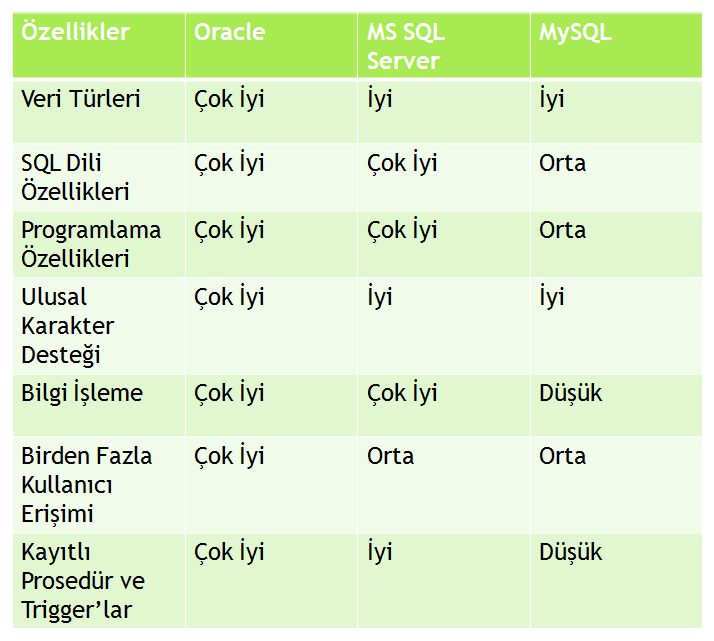 Özellikler Oracle MS SQL MySQL
Server
Veri Türleri Çok İyi İyi İyi
SQL Dili Çok İyi Çok İyi Orta
Özellikleri
Programlama Çok İyi Çok İyi Orta
Özellikleri
Ulusal Çok İyi İyi İyi
Karakter
Desteği
Bilgi İşleme Çok İyi Çok İyi Düşük
Birden Fazla Çok İyi Orta Orta
Kullanıcı
Erişimi
Kayıtlı Çok İyi İyi Düşük
Prosedür ve
Trigger’lar